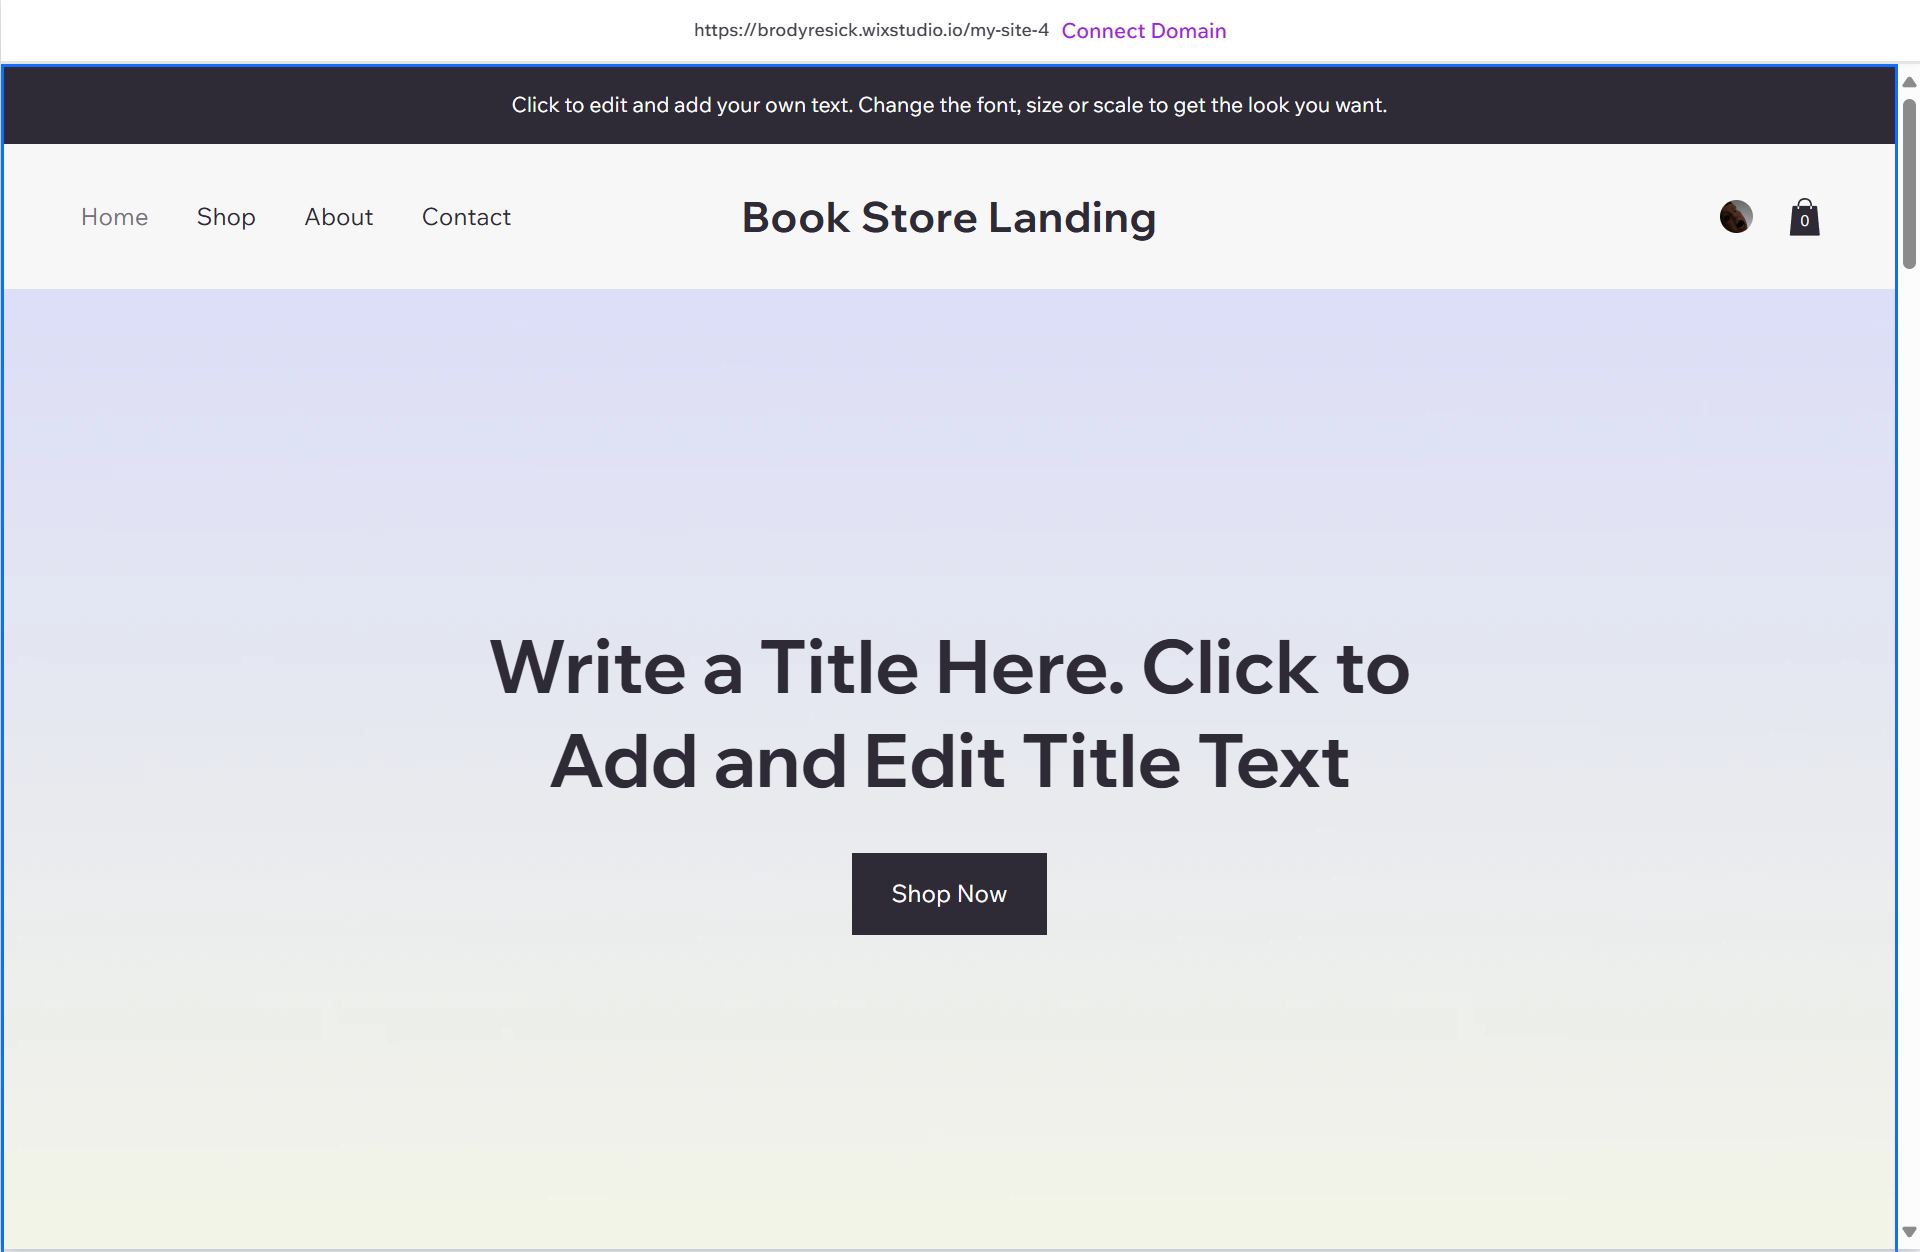 https://brodyresick.wixstudio.io/my-site-4 Connect Domain
Click to edit and add your own text. Change the font, size or scale to get the look you want.
Home Shop About Contact Book Store Landing 0
Write a Title Here. Click to
Add and Edit Title Text
Shop Now